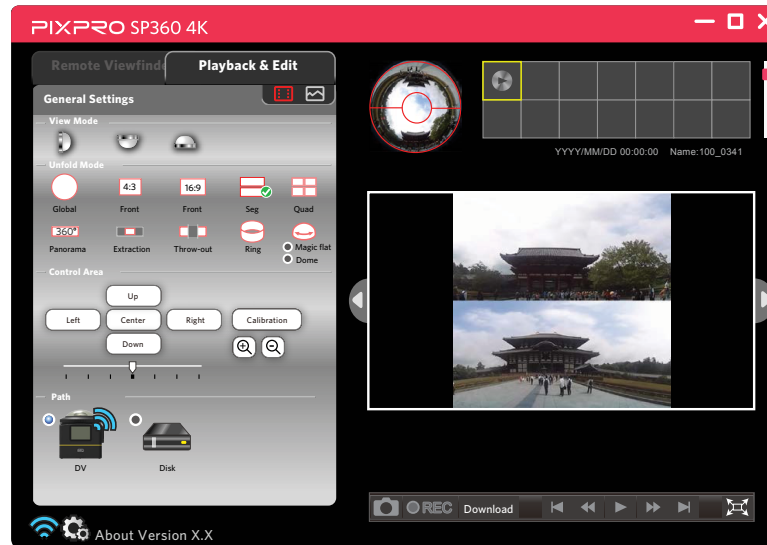 PIXPRO SP360 4K
Remote Viewfinde
Playback & Edit
General Settings
View Mode
Unfold Mode
4:3
16:9
Global
Front
Front
Seg
Quad
360°
Panorama
Extraction
Throw-out
Ring
Magic flat
Dome
Control Area
Up
Left
Center
Right
Calibration
Down
Path
DV
Disk
About Version X.X
YYYY/MM/DD 00:00:00 Name:100_0341
REC
Download